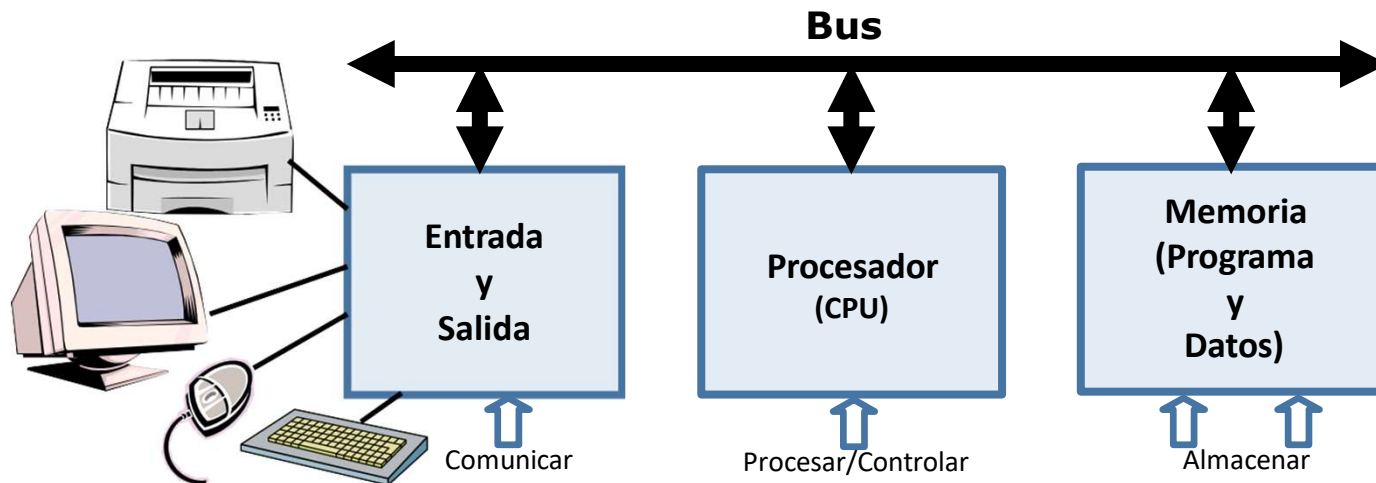 Bus
Entrada
y
Salida
Procesador
(CPU)
Memoria
(Programa
y
Datos)
Comunicar
Procesar/Controlar
Almacenar